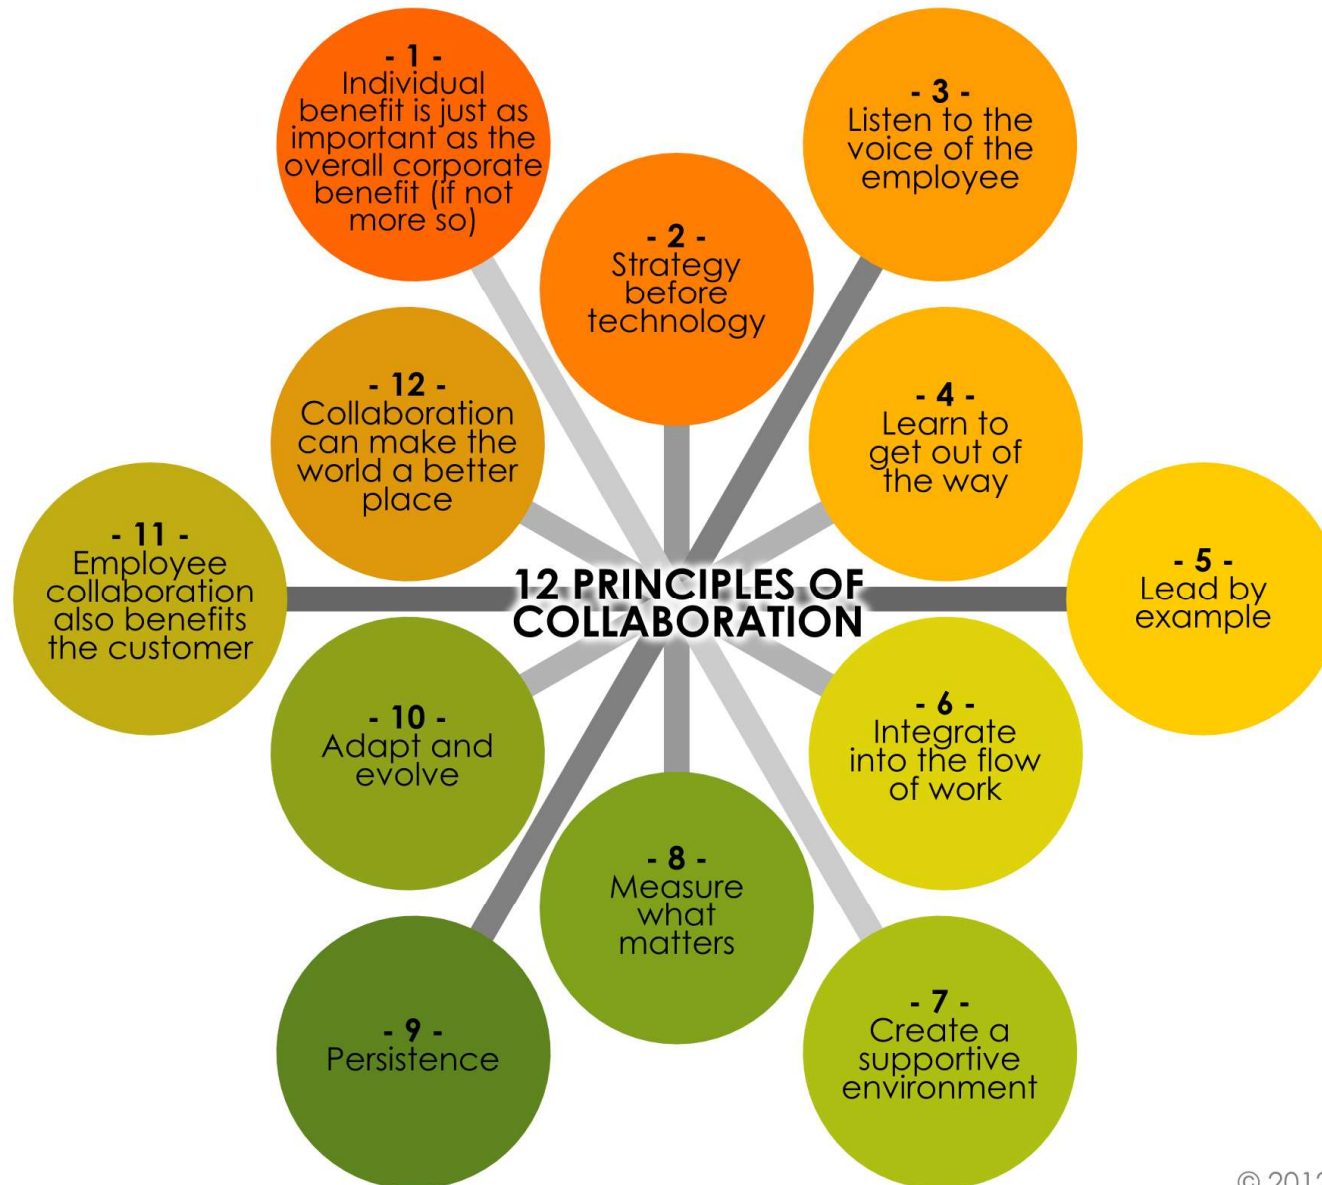 - 1 -
Individual
benefit is just as
important as the
overall corporate
benefit (if not
more so)
- 2 -
Strategy
before
technology
- 3 -
Listen to the
voice of the
employee
- 4 -
Learn to
get out of
the way
- 5 -
Lead by
example
- 6 -
Integrate
into the flow
of work
- 7 -
Create a
supportive
environment
- 8 -
Measure
what
matters
- 9 -
Persistence
- 10 -
Adapt and
evolve
- 11 -
Employee
collaboration
also benefits
the customer
- 12 -
Collaboration
can make the
world a better
place
12 PRINCIPLES OF
COLLABORATION
© 2012